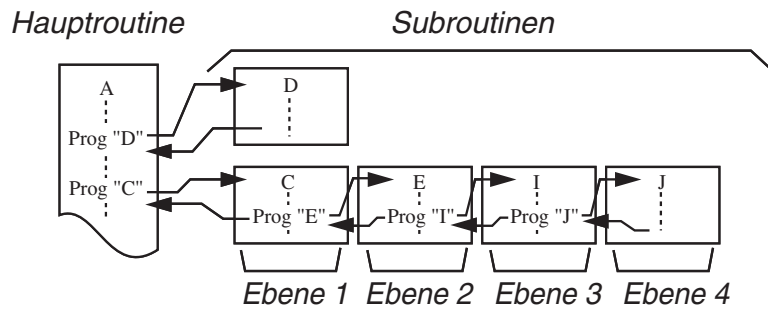 Hauptroutine Subroutinen
A D
Prog "D"
Prog "C" C E I J
Prog "E" Prog "I" Prog "J"
Ebene 1 Ebene 2 Ebene 3 Ebene 4